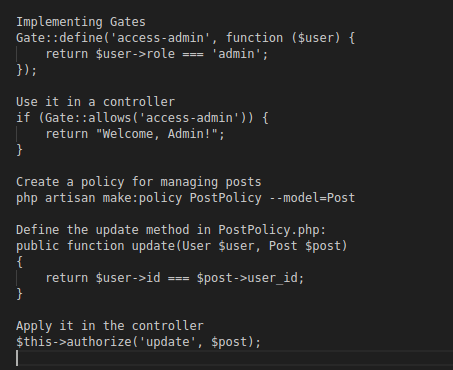 Implementing Gates
Gate::define('access-admin', function ($user) {
    return $user->role === 'admin';
});

Use it in a controller
if (Gate::allows('access-admin')) {
    return "Welcome, Admin!";
}

Create a policy for managing posts
php artisan make:policy PostPolicy --model=Post

Define the update method in PostPolicy.php:
public function update(User $user, Post $post)
{
    return $user->id === $post->user_id;
}

Apply it in the controller
$this->authorize('update', $post);